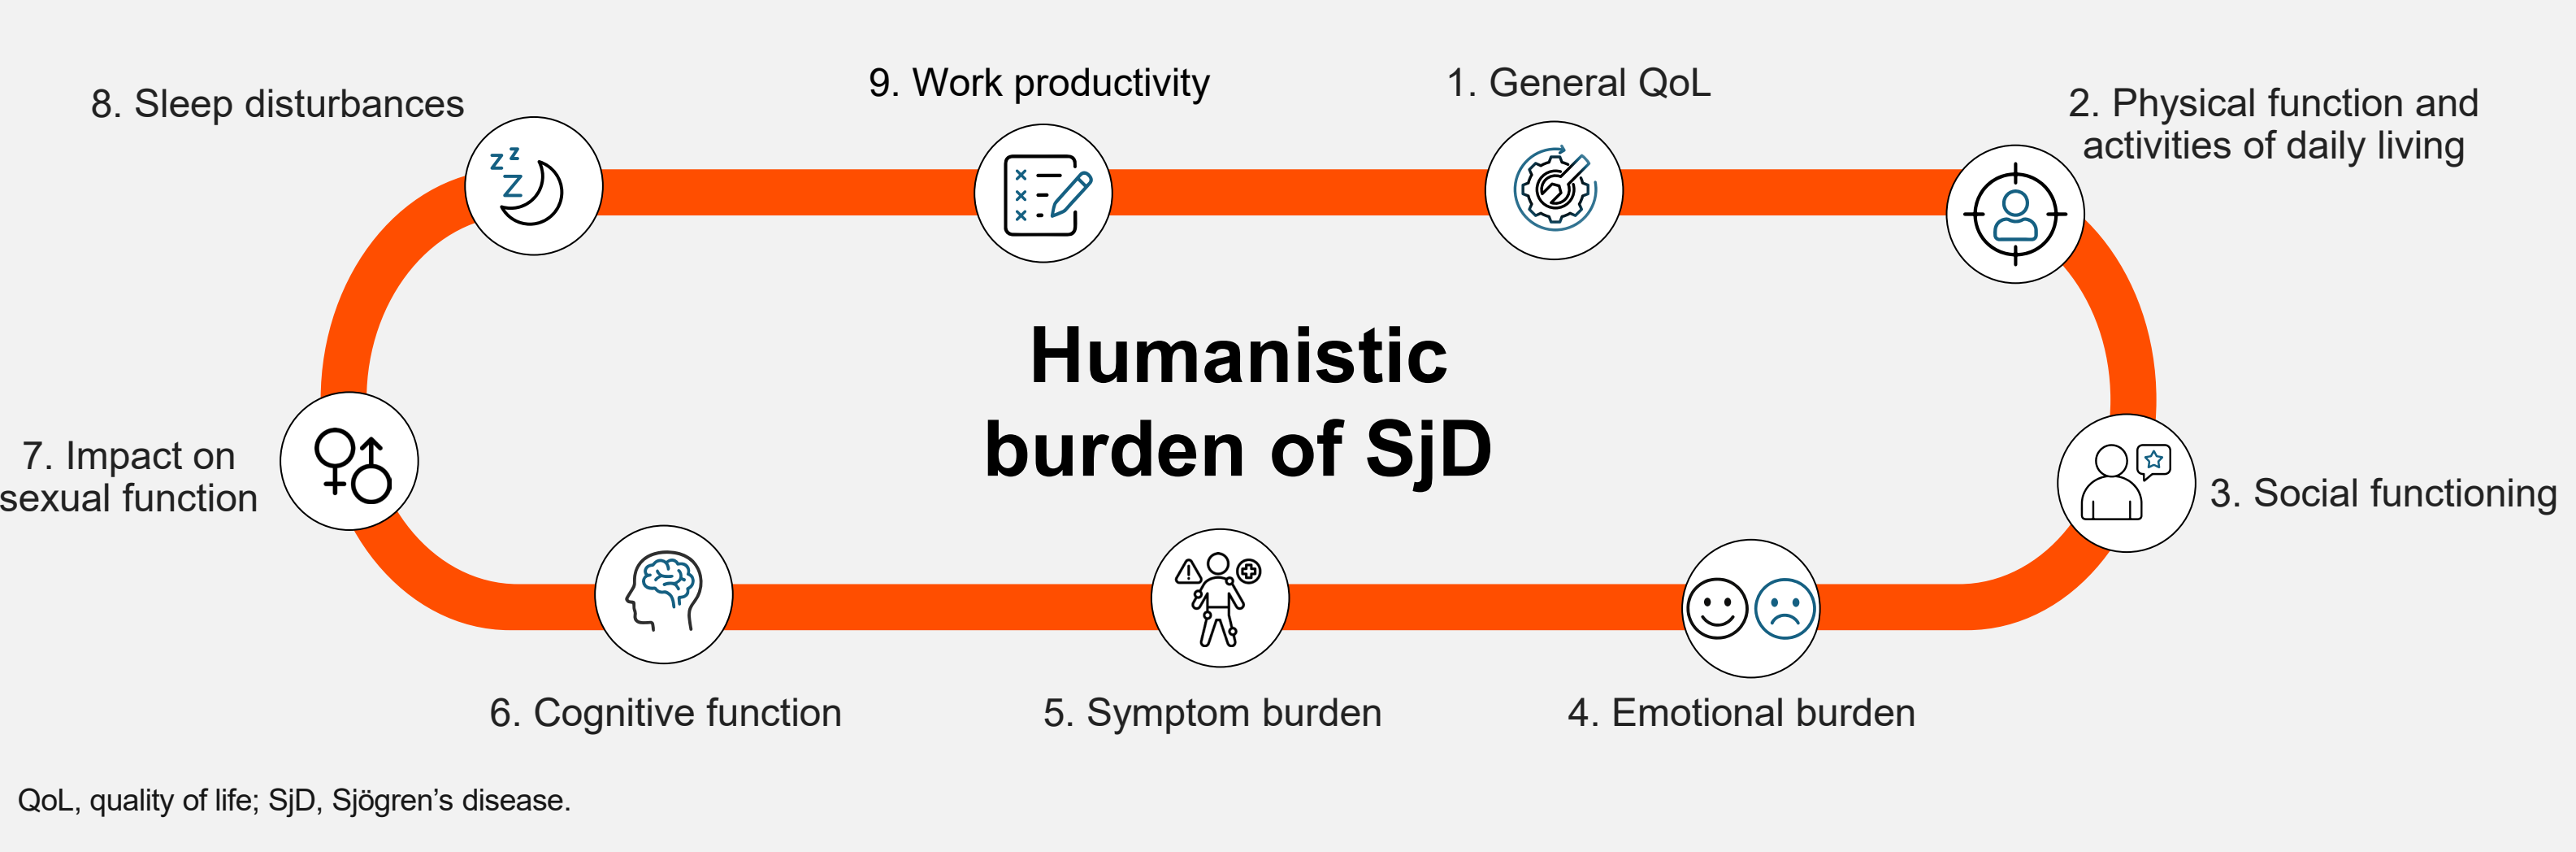 8. Sleep disturbances
9. Work productivity
1. General QoL
2. Physical function and
activities of daily living
Humanistic
burden of SjD
7. Impact on
sexual function
3. Social functioning
6. Cognitive function
5. Symptom burden
4. Emotional burden
QoL, quality of life; SjD, Sjögren’s disease.